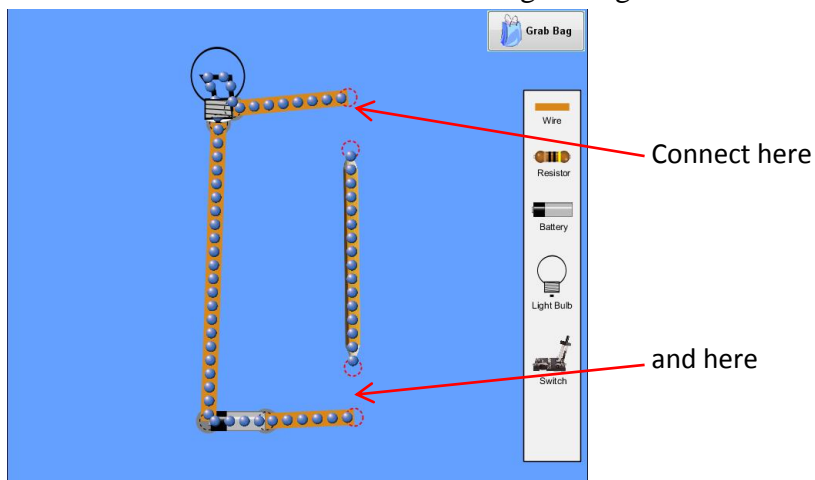 Grab Bag
Wire
Connect here
Resistor
Battery
Light Bulb
and here
Switch